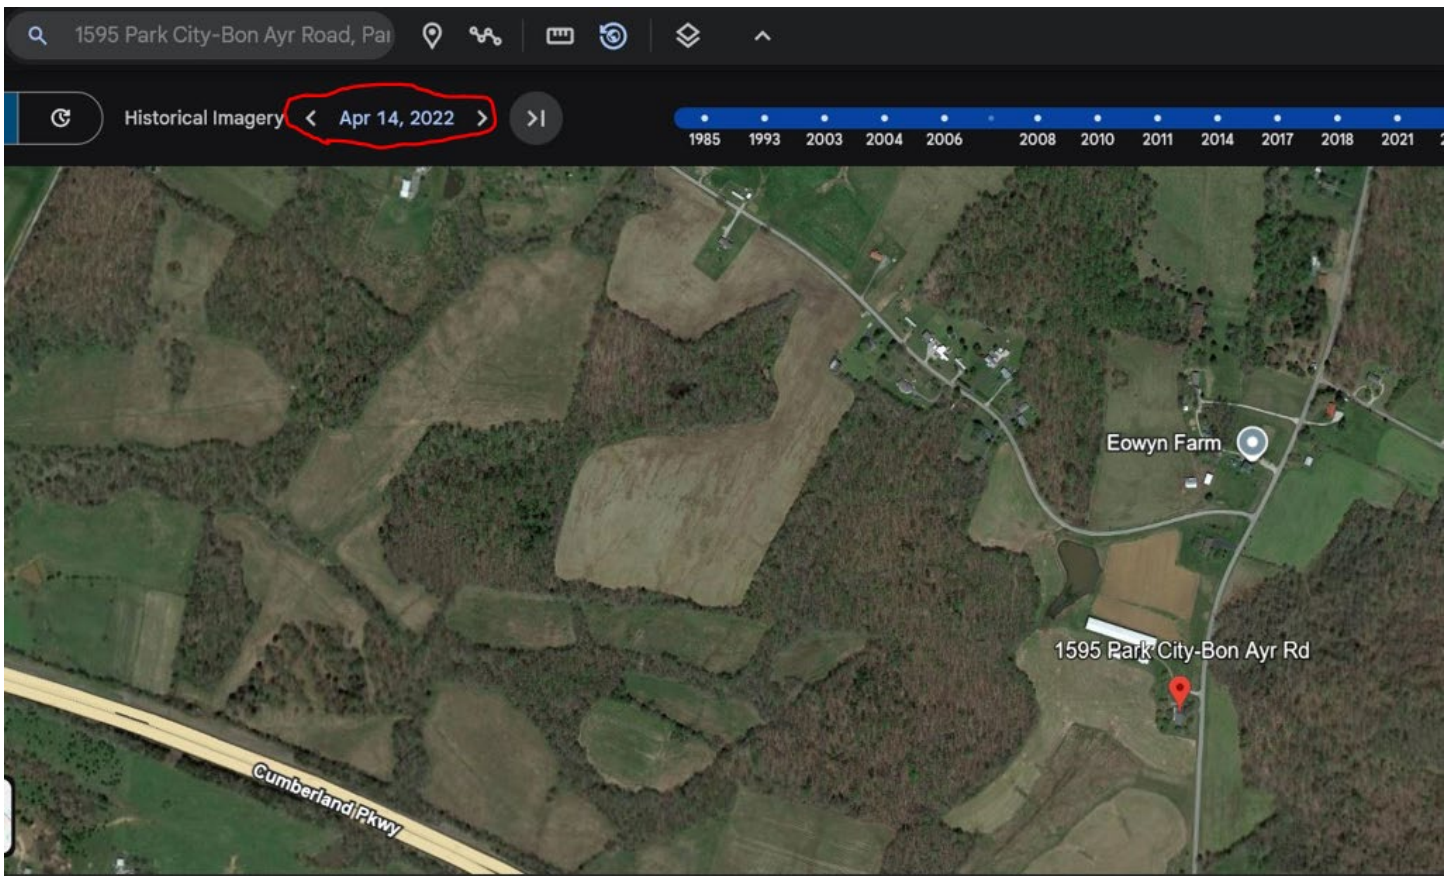 1595 Park City-Bon Ayr Road, Par
Historical Imagery < Apr 14, 2022 >
1985 1993 2003 2004 2006 2008 2010 2011 2014 2017 2018 2021
Eowyn Farm
1595 Park City-Bon Ayr Rd
Cumberland Pkwy